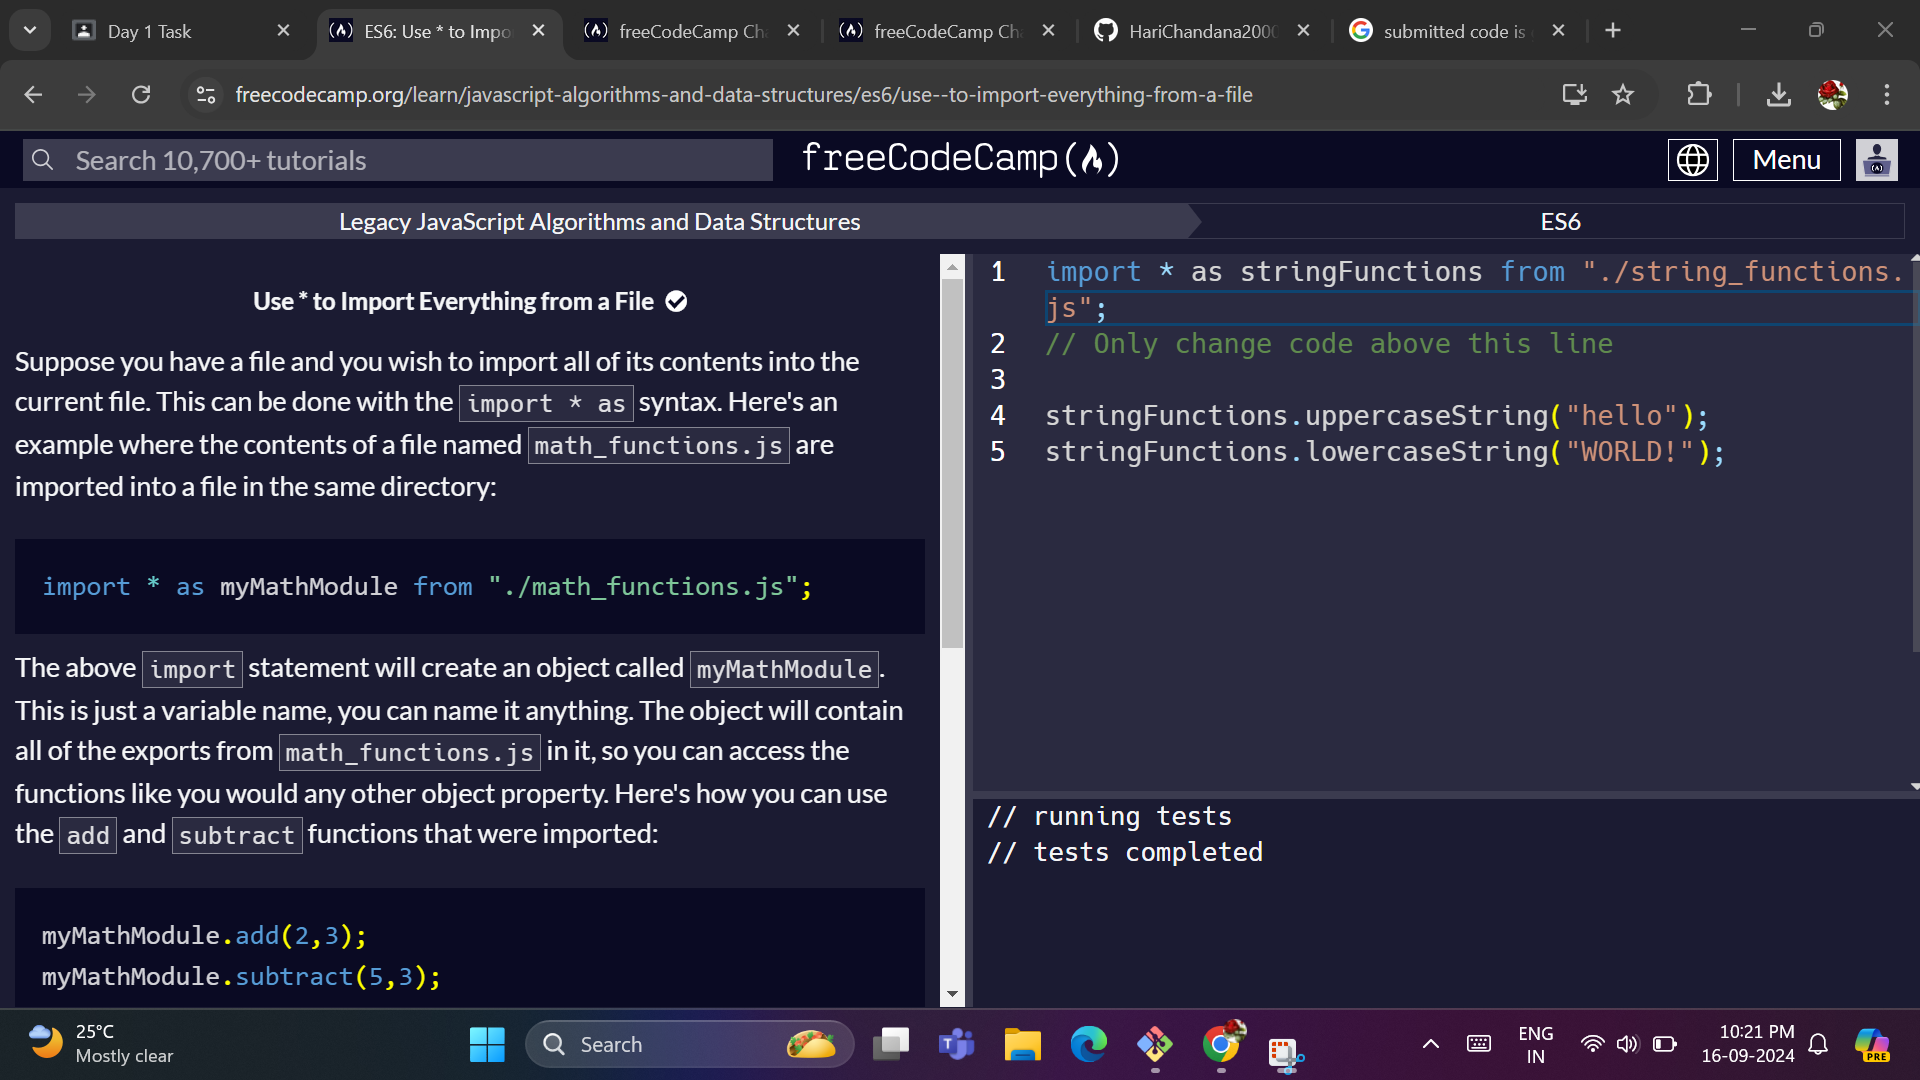 Day 1 Task
ES6: Use * to Impo
freeCodeCamp Ch
freeCodeCamp Ch
HariChandana2000
submitted code is
freecodecamp.org/learn/javascript-algorithms-and-data-structures/es6/use--to-import-everything-from-a-file
Search 10,700+ tutorials
freeCodeCamp(🔥)
Menu
Legacy JavaScript Algorithms and Data Structures
ES6
Use * to Import Everything from a File
Suppose you have a file and you wish to import all of its contents into the
current file. This can be done with the import * as syntax. Here's an
example where the contents of a file named math_functions.js are
imported into a file in the same directory:
import * as myMathModule from "./math_functions.js";
The above import statement will create an object called myMathModule.
This is just a variable name, you can name it anything. The object will contain
all of the exports from math_functions.js in it, so you can access the
functions like you would any other object property. Here's how you can use
the add and subtract functions that were imported:
myMathModule.add(2,3);
myMathModule.subtract(5,3);
1 import * as stringFunctions from "./string_functions.
js";
2 // Only change code above this line
3
4 stringFunctions.uppercaseString("hello");
5 stringFunctions.lowercaseString("WORLD!");
// running tests
// tests completed
25°C
Mostly clear
Search
ENG
IN
10:21 PM
16-09-2024
PRE